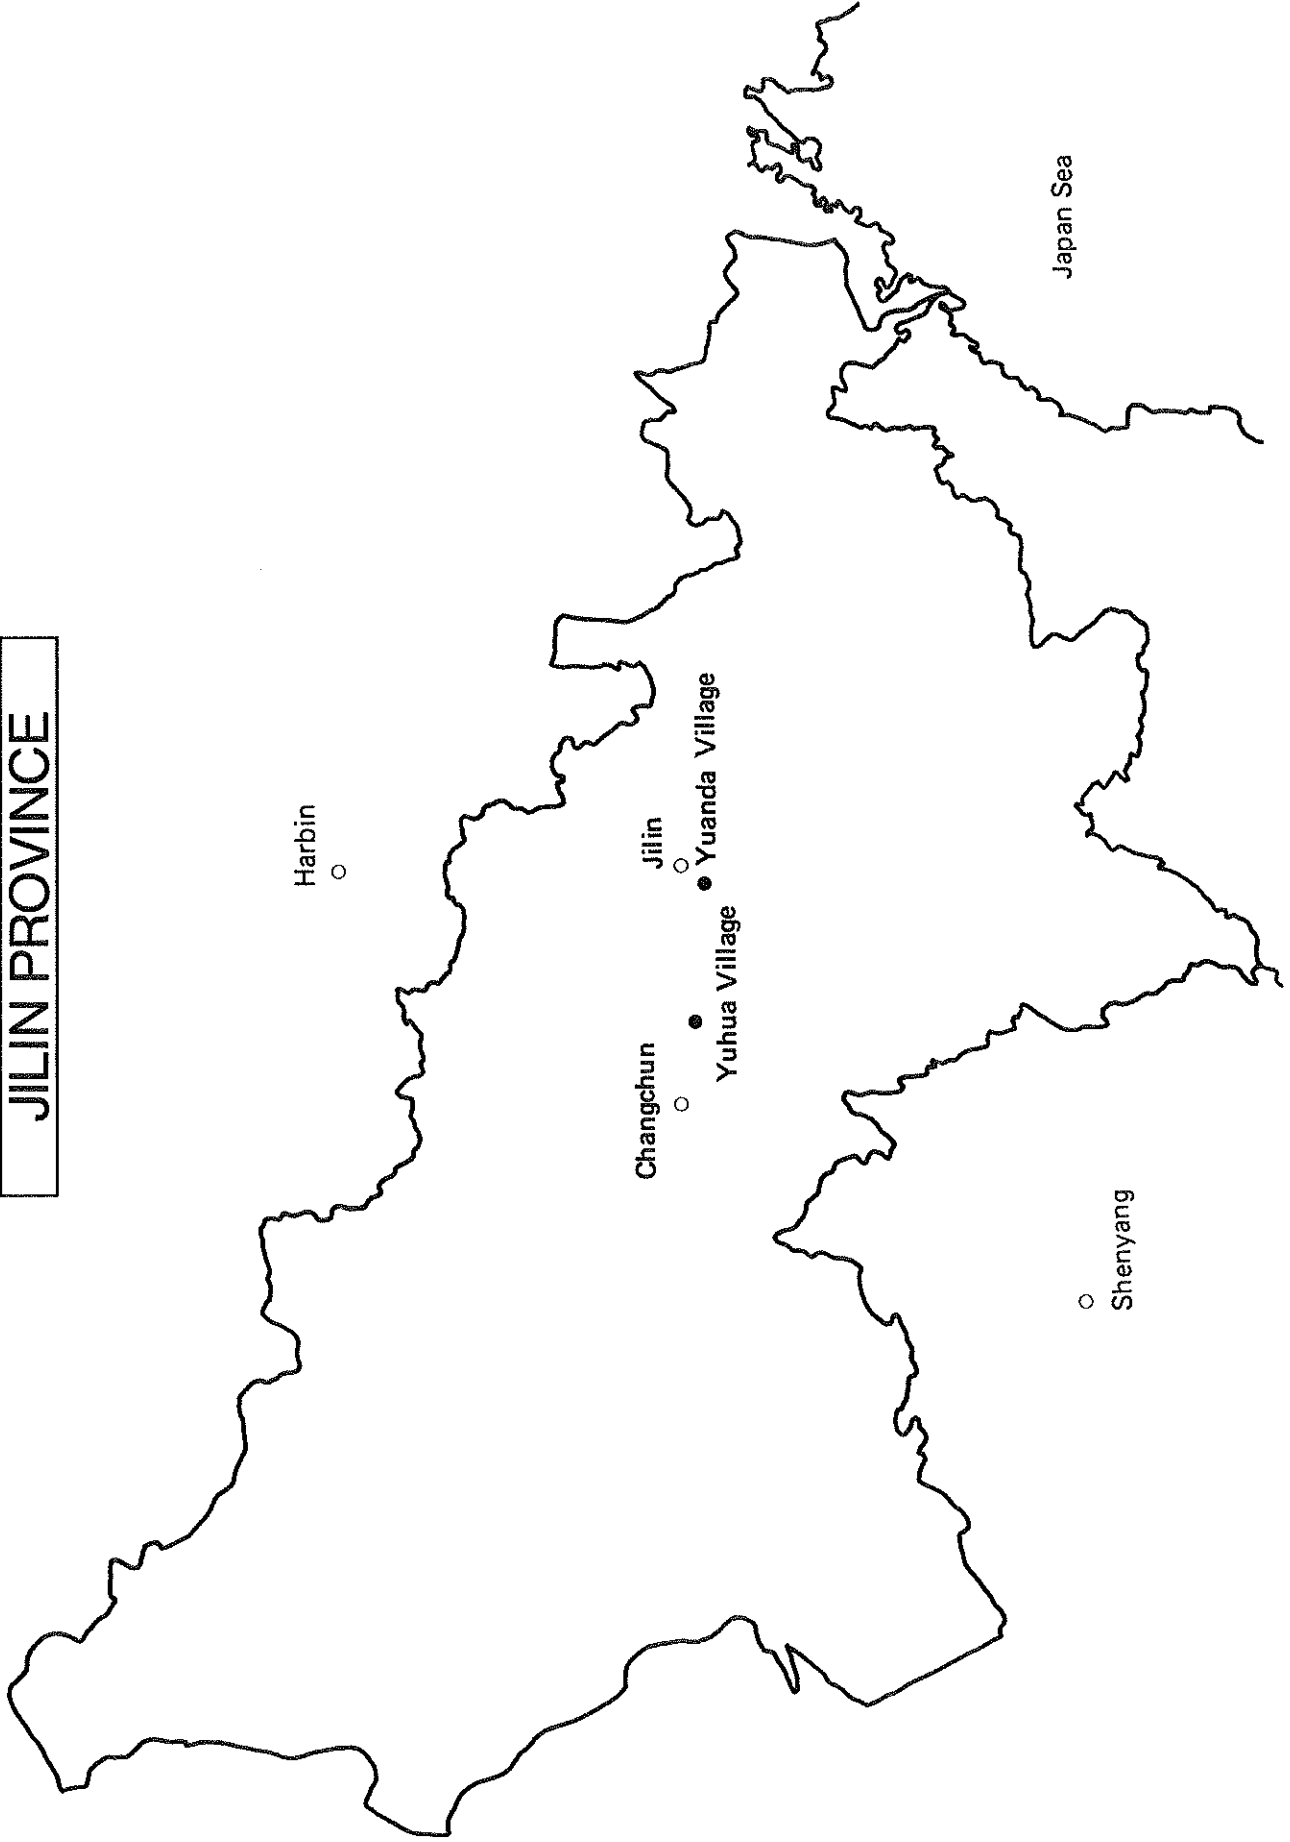 JILIN PROVINCE
Harbin
Jilin
Yuanda Village
Changchun
Yuhua Village
Japan Sea
Shenyang